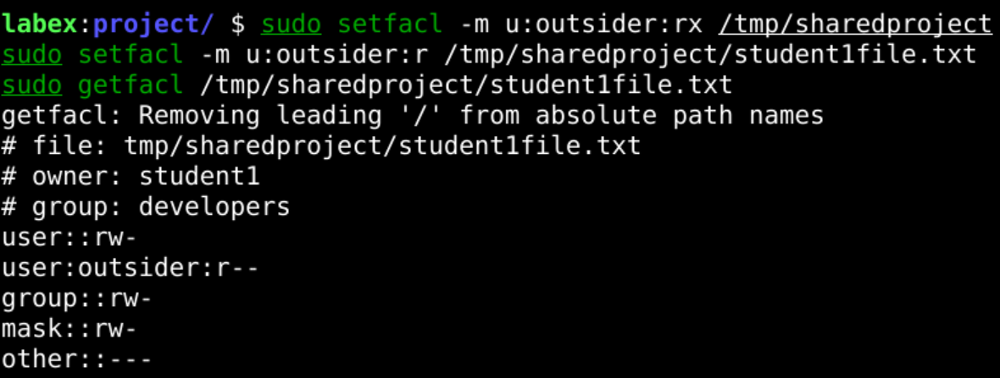 labex:project/ $ sudo setfacl -m u:outsider:rx /tmp/sharedproject
sudo setfacl -m u:outsider:r /tmp/sharedproject/student1file.txt
sudo getfacl /tmp/sharedproject/student1file.txt
getfacl: Removing leading '/' from absolute path names
# file: tmp/sharedproject/student1file.txt
# owner: student1
# group: developers
user::rw-
user:outsider:r--
group::rw-
mask::rw-
other::---